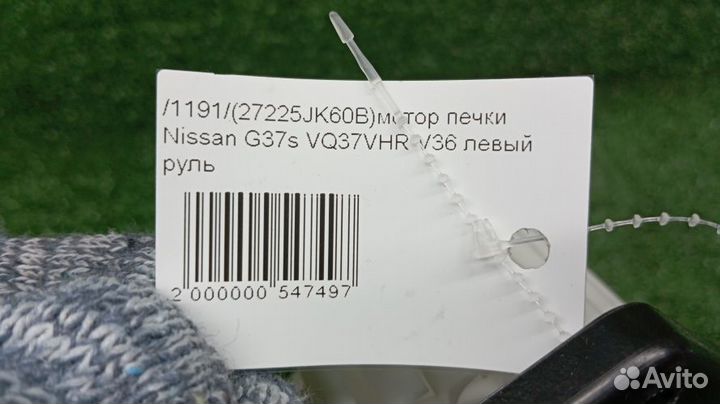 /1191/(27225JK60B)мотор печки
Nissan G37s VQ37VHR V36 левый
руль
2 000000 547497
Avito